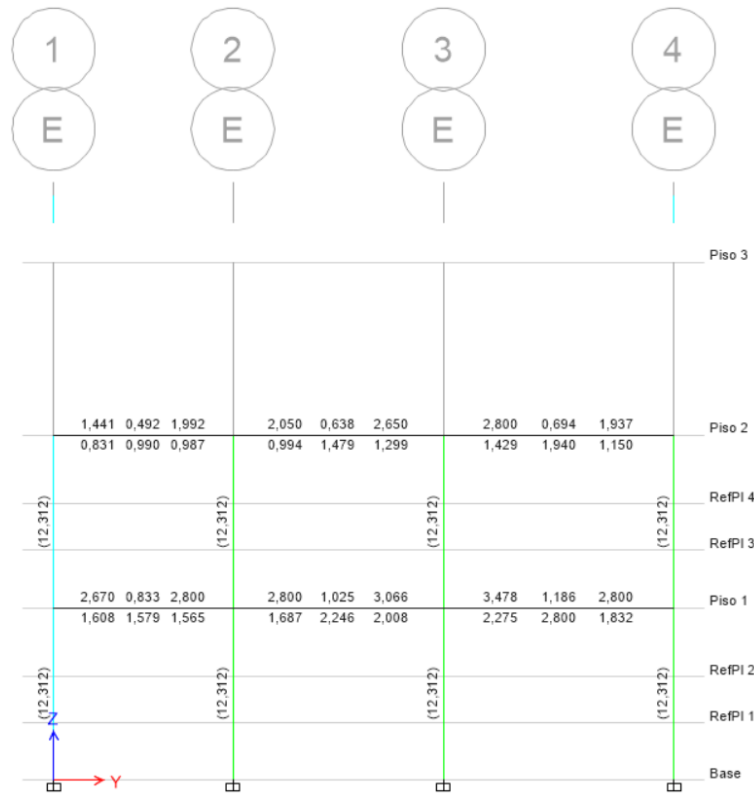 1 2 3 4
E E E E
Piso 3
1,441 0,492 1,992 2,050 0,638 2,650 2,800 0,694 1,937
Piso 2
0,831 0,990 0,987 0,994 1,479 1,299 1,429 1,940 1,150
RefPl 4
(12,312) (12,312) (12,312) (12,312)
RefPl 3
2,670 0,833 2,800 2,800 1,025 3,066 3,478 1,186 2,800
Piso 1
1,608 1,579 1,565 1,687 2,246 2,008 2,275 2,800 1,832
RefPl 2
(12,312) (12,312) (12,312) (12,312)
RefPl 1
Z
Base
Y